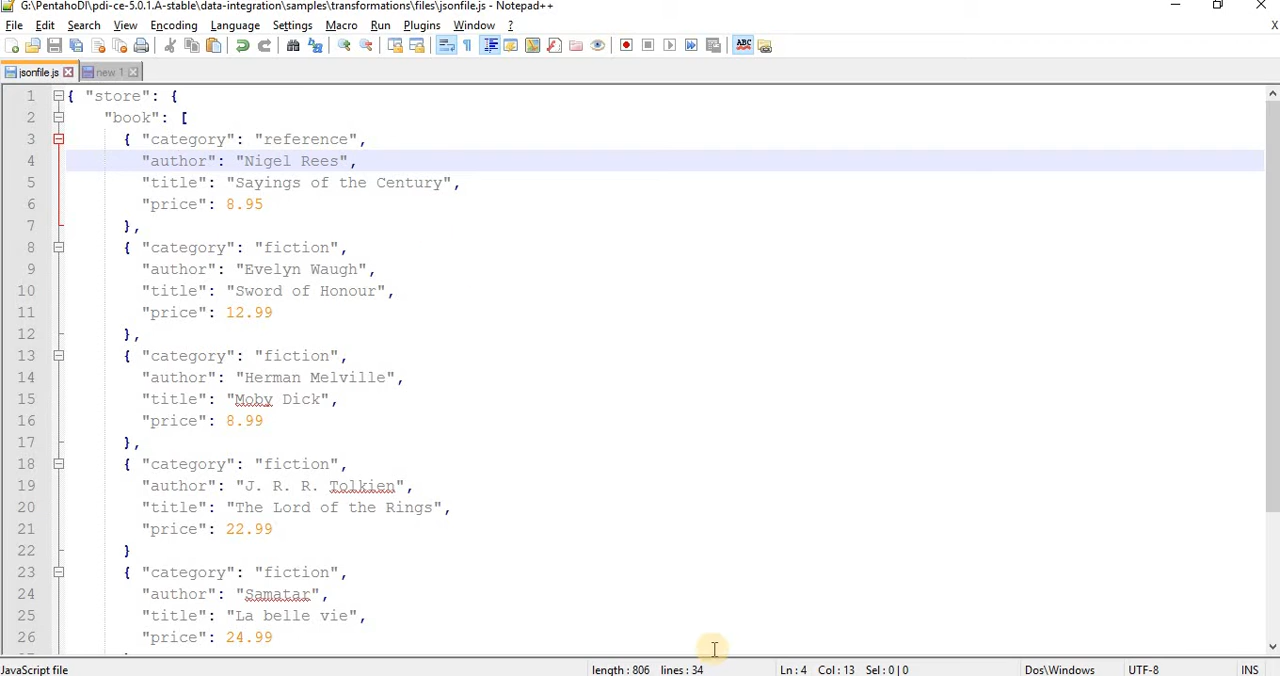 G:\PentahoDI\pdi-ce-5.0.1.A-stable\data-integration\samples\transformations\files\jsonfile.js - Notepad++
File Edit Search View Encoding Language Settings Macro Run Plugins Window ? X
ABC
jsonfile.js new 1
1 { "store": {
2 "book": [
3 { "category": "reference",
4 "author": "Nigel Rees",
5 "title": "Sayings of the Century",
6 "price": 8.95
7 },
8 { "category": "fiction",
9 "author": "Evelyn Waugh",
10 "title": "Sword of Honour",
11 "price": 12.99
12 },
13 { "category": "fiction",
14 "author": "Herman Melville",
15 "title": "Moby Dick",
16 "price": 8.99
17 },
18 { "category": "fiction",
19 "author": "J. R. R. Tolkien",
20 "title": "The Lord of the Rings",
21 "price": 22.99
22 }
23 { "category": "fiction",
24 "author": "Samatar",
25 "title": "La belle vie",
26 "price": 24.99
JavaScript file length : 806 lines : 34 Ln : 4 Col : 13 Sel : 0 | 0 Dos\Windows UTF-8 INS